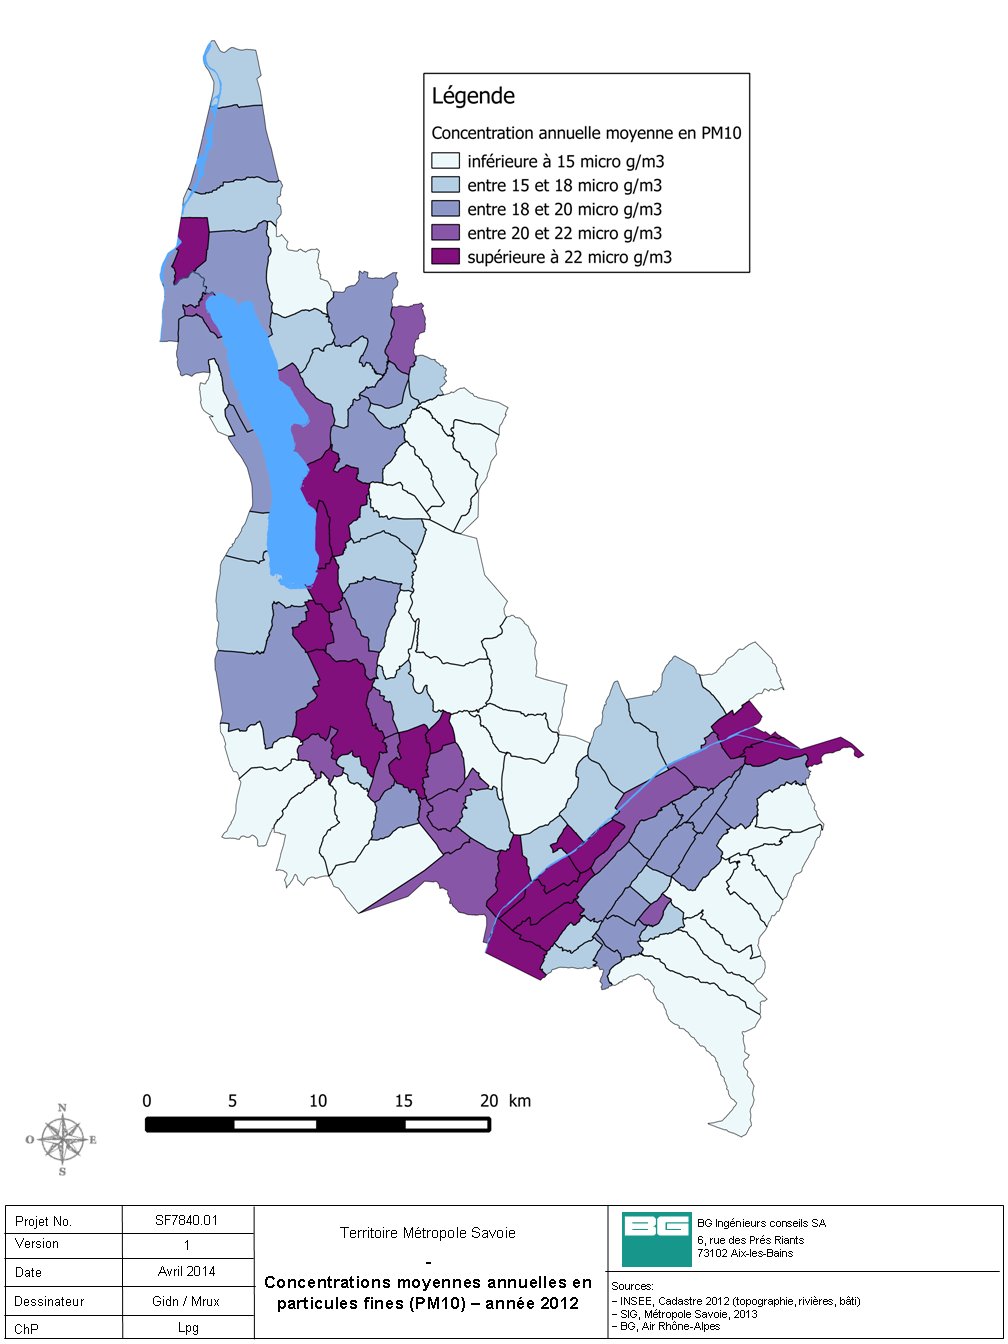 Légende
Concentration annuelle moyenne en PM10
inférieure à 15 micro g/m3
entre 15 et 18 micro g/m3
entre 18 et 20 micro g/m3
entre 20 et 22 micro g/m3
supérieure à 22 micro g/m3
0 5 10 15 20 km
N
O E
S
Projet No. SF7840.01
Version 1
Date Avril 2014
Dessinateur Gidn / Mrux
ChP Lpg
Territoire Métropole Savoie
-
Concentrations moyennes annuelles en
particules fines (PM10) – année 2012
BG
BG Ingénieurs conseils SA
6, rue des Prés Riants
73102 Aix-les-Bains
Sources:
– INSEE, Cadastre 2012 (topographie, rivières, bâti)
– SIG, Métropole Savoie, 2013
– BG, Air Rhône-Alpes